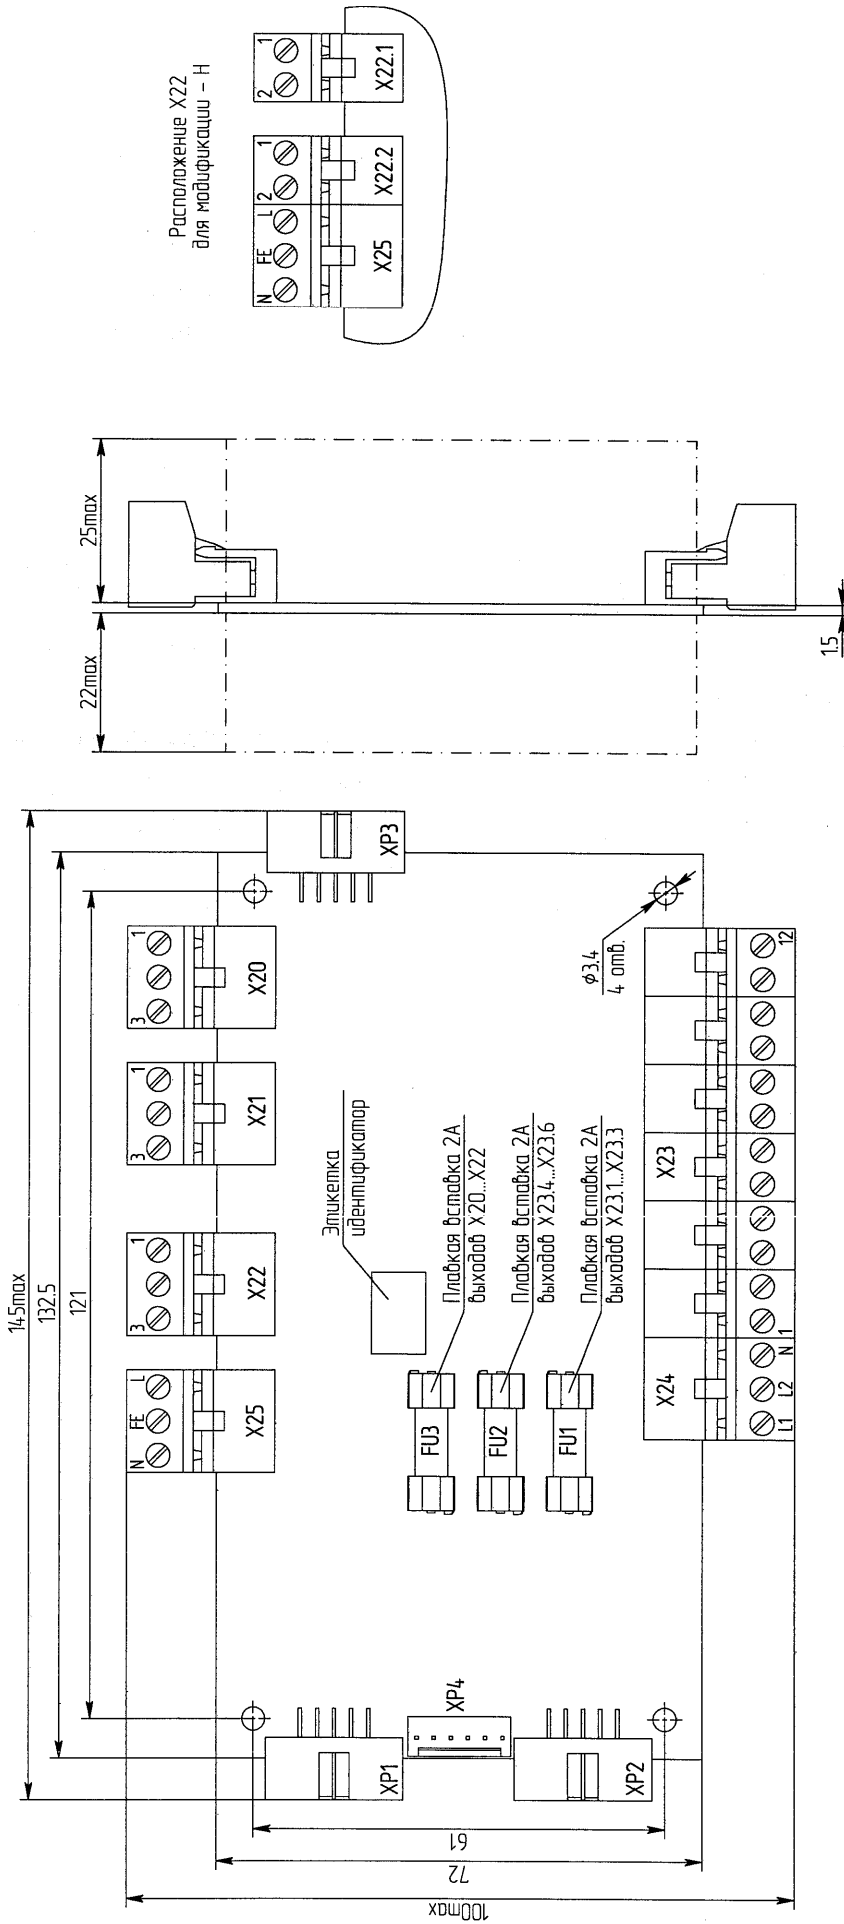 Расположение X22
для модификации - Н
2
1
X22.1
N
FE
L
2
1
X25
X22.2
22max
25max
1.5
145max
132.5
121
N
FE
L
X25
3
1
X22
3
1
X21
3
1
X20
XP3
Этикетка
идентификатор
Плавкая вставка 2А
выходов X20...X22
Плавкая вставка 2А
выходов X23.4...X23.6
Плавкая вставка 2А
выходов X23.1...X23.3
FU3
FU2
FU1
ϕ3.4
4 отв.
X24
X23
L1
L2
N
1
12
XP1
XP4
XP2
61
72
100max